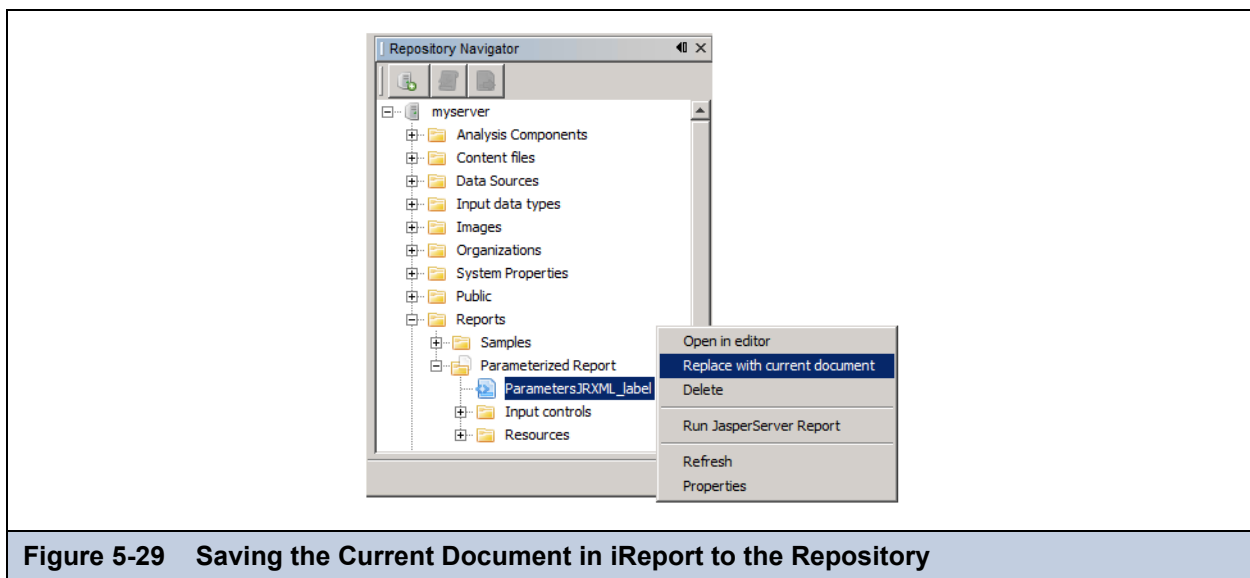 Repository Navigator
myserver
Analysis Components
Content files
Data Sources
Input data types
Images
Organizations
System Properties
Public
Reports
Samples
Parameterized Report
ParametersJRXML_label
Input controls
Resources
Open in editor
Replace with current document
Delete
Run JasperServer Report
Refresh
Properties
Figure 5-29 Saving the Current Document in iReport to the Repository